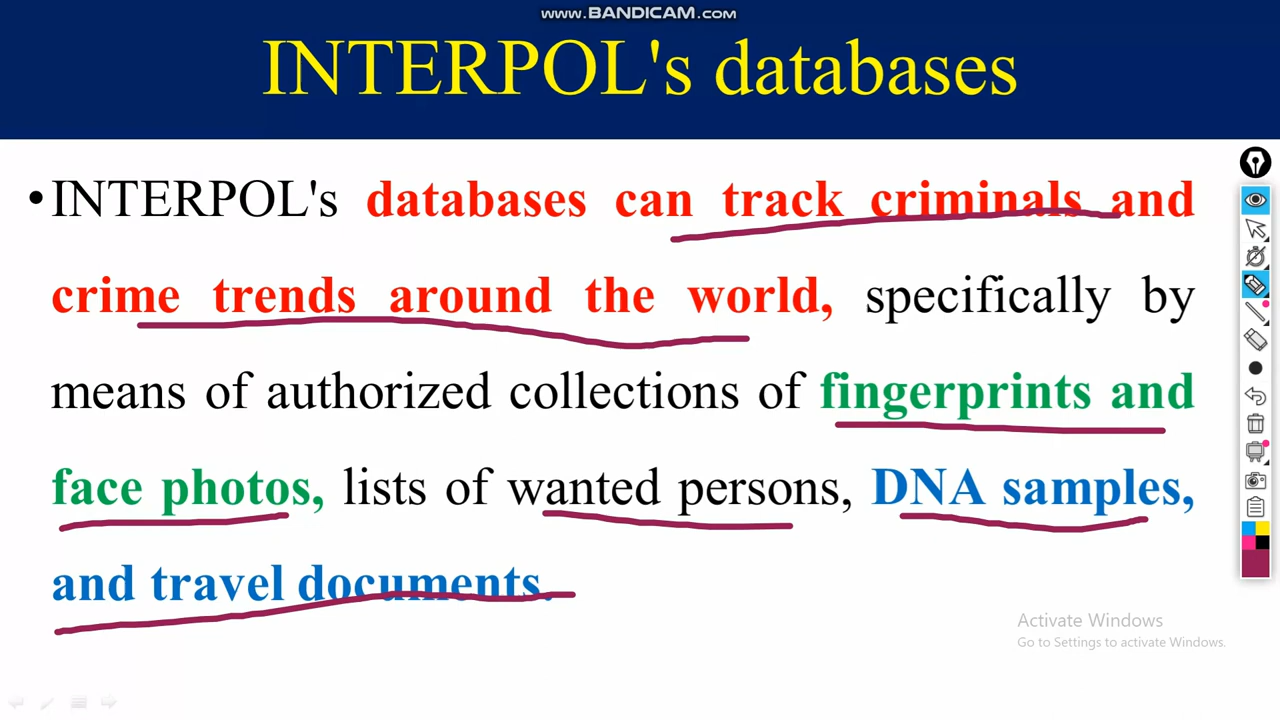 www.BANDICAM.com
INTERPOL's databases
•INTERPOL's databases can track criminals and
crime trends around the world, specifically by
means of authorized collections of fingerprints and
face photos, lists of wanted persons, DNA samples,
and travel documents.
Activate Windows
Go to Settings to activate Windows.